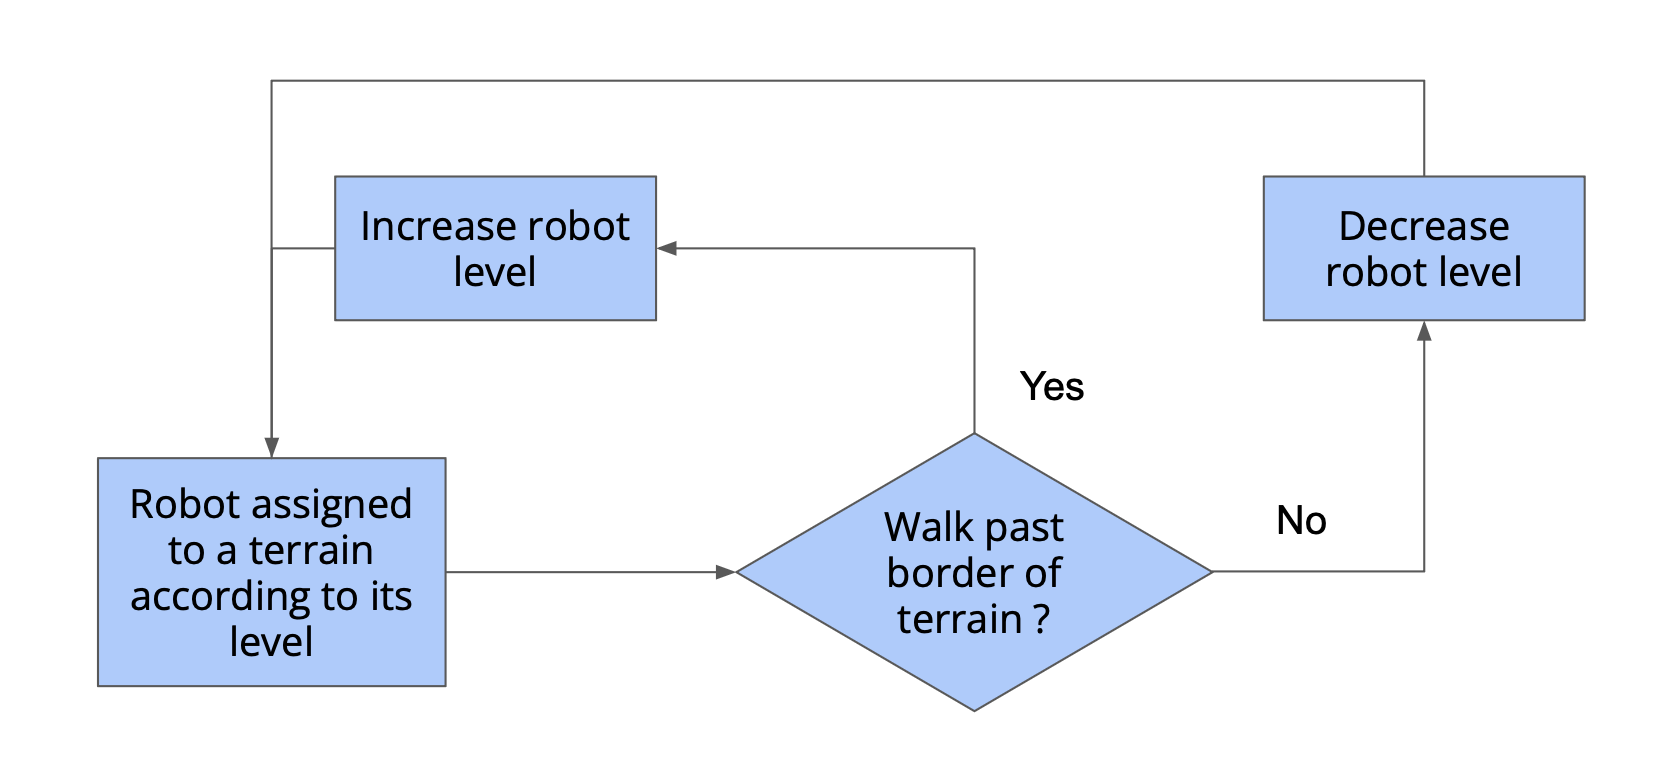 Increase robot
level
Decrease
robot level
Yes
No
Robot assigned
to a terrain
according to its
level
Walk past
border of
terrain ?